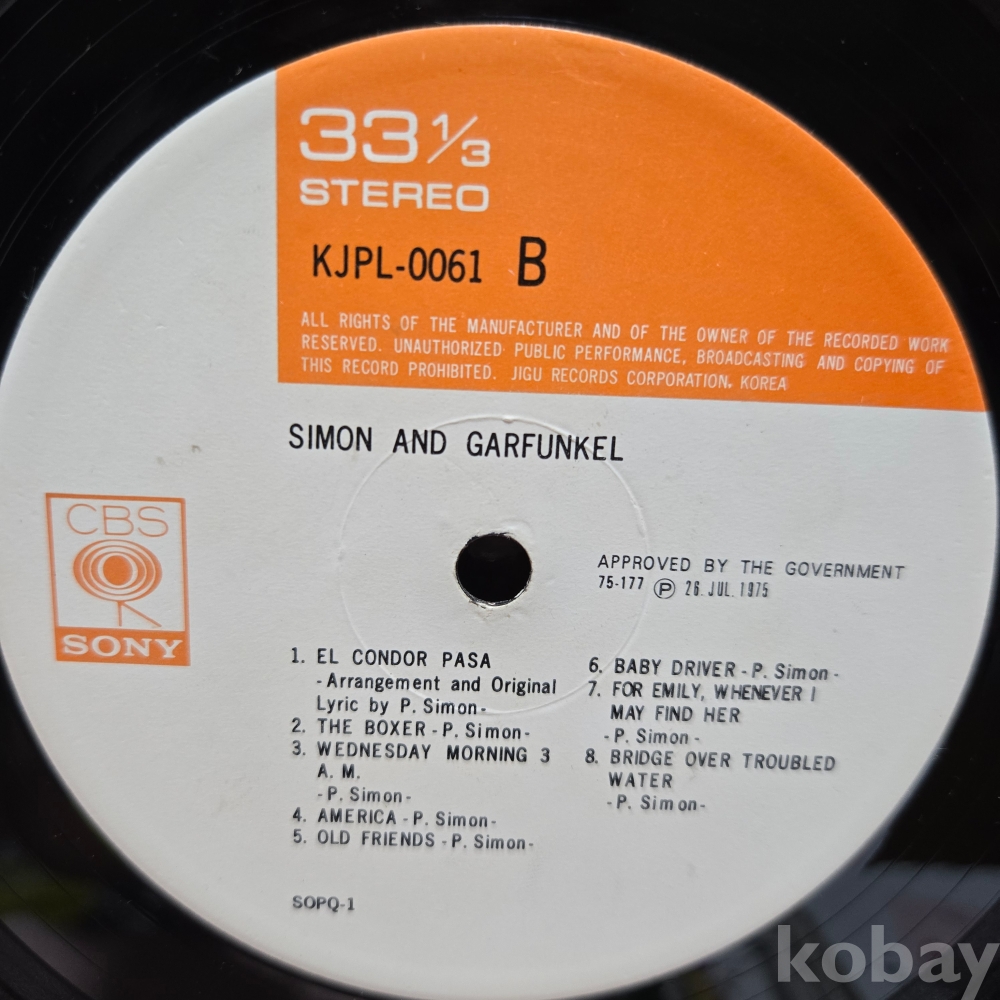 33 1/3
STEREO
KJPL-0061 B
ALL RIGHTS OF THE MANUFACTURER AND OF THE OWNER OF THE RECORDED WORK
RESERVED. UNAUTHORIZED PUBLIC PERFORMANCE, BROADCASTING AND COPYING OF
THIS RECORD PROHIBITED. JIGU RECORDS CORPORATION, KOREA
SIMON AND GARFUNKEL
CBS
SONY
APPROVED BY THE GOVERNMENT
75-177 Ⓟ 26. JUL. 1975
1. EL CONDOR PASA
-Arrangement and Original
Lyric by P. Simon-
2. THE BOXER - P. Simon-
3. WEDNESDAY MORNING 3
A. M.
- P. Simon-
4. AMERICA - P. Simon-
5. OLD FRIENDS - P. Simon-
6. BABY DRIVER - P. Simon -
7. FOR EMILY, WHENEVER I
MAY FIND HER
- P. Simon -
8. BRIDGE OVER TROUBLED
WATER
- P. Simon-
SOPQ-1
kobay